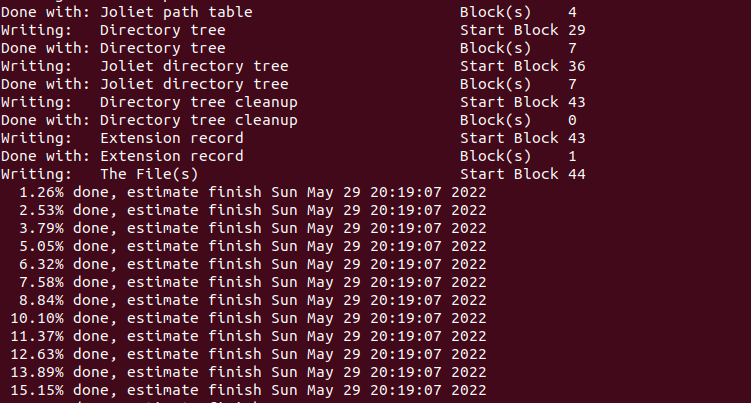 Done with: Joliet path table                       Block(s)    4
Writing:   Directory tree                          Start Block 29
Done with: Directory tree                          Block(s)    7
Writing:   Joliet directory tree                   Start Block 36
Done with: Joliet directory tree                   Block(s)    7
Writing:   Directory tree cleanup                  Start Block 43
Done with: Directory tree cleanup                  Block(s)    0
Writing:   Extension record                        Start Block 43
Done with: Extension record                        Block(s)    1
Writing:   The File(s)                             Start Block 44
  1.26% done, estimate finish Sun May 29 20:19:07 2022
  2.53% done, estimate finish Sun May 29 20:19:07 2022
  3.79% done, estimate finish Sun May 29 20:19:07 2022
  5.05% done, estimate finish Sun May 29 20:19:07 2022
  6.32% done, estimate finish Sun May 29 20:19:07 2022
  7.58% done, estimate finish Sun May 29 20:19:07 2022
  8.84% done, estimate finish Sun May 29 20:19:07 2022
 10.10% done, estimate finish Sun May 29 20:19:07 2022
 11.37% done, estimate finish Sun May 29 20:19:07 2022
 12.63% done, estimate finish Sun May 29 20:19:07 2022
 13.89% done, estimate finish Sun May 29 20:19:07 2022
 15.15% done, estimate finish Sun May 29 20:19:07 2022